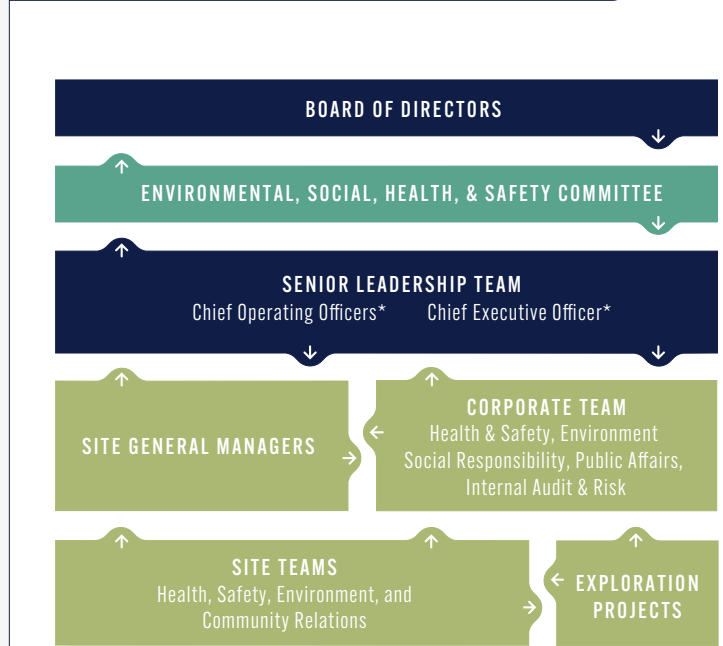 BOARD OF DIRECTORS
ENVIRONMENTAL, SOCIAL, HEALTH, & SAFETY COMMITTEE
SENIOR LEADERSHIP TEAM
Chief Operating Officers* Chief Executive Officer*
SITE GENERAL MANAGERS
CORPORATE TEAM
Health & Safety, Environment
Social Responsibility, Public Affairs,
Internal Audit & Risk
SITE TEAMS
Health, Safety, Environment, and
Community Relations
EXPLORATION
PROJECTS